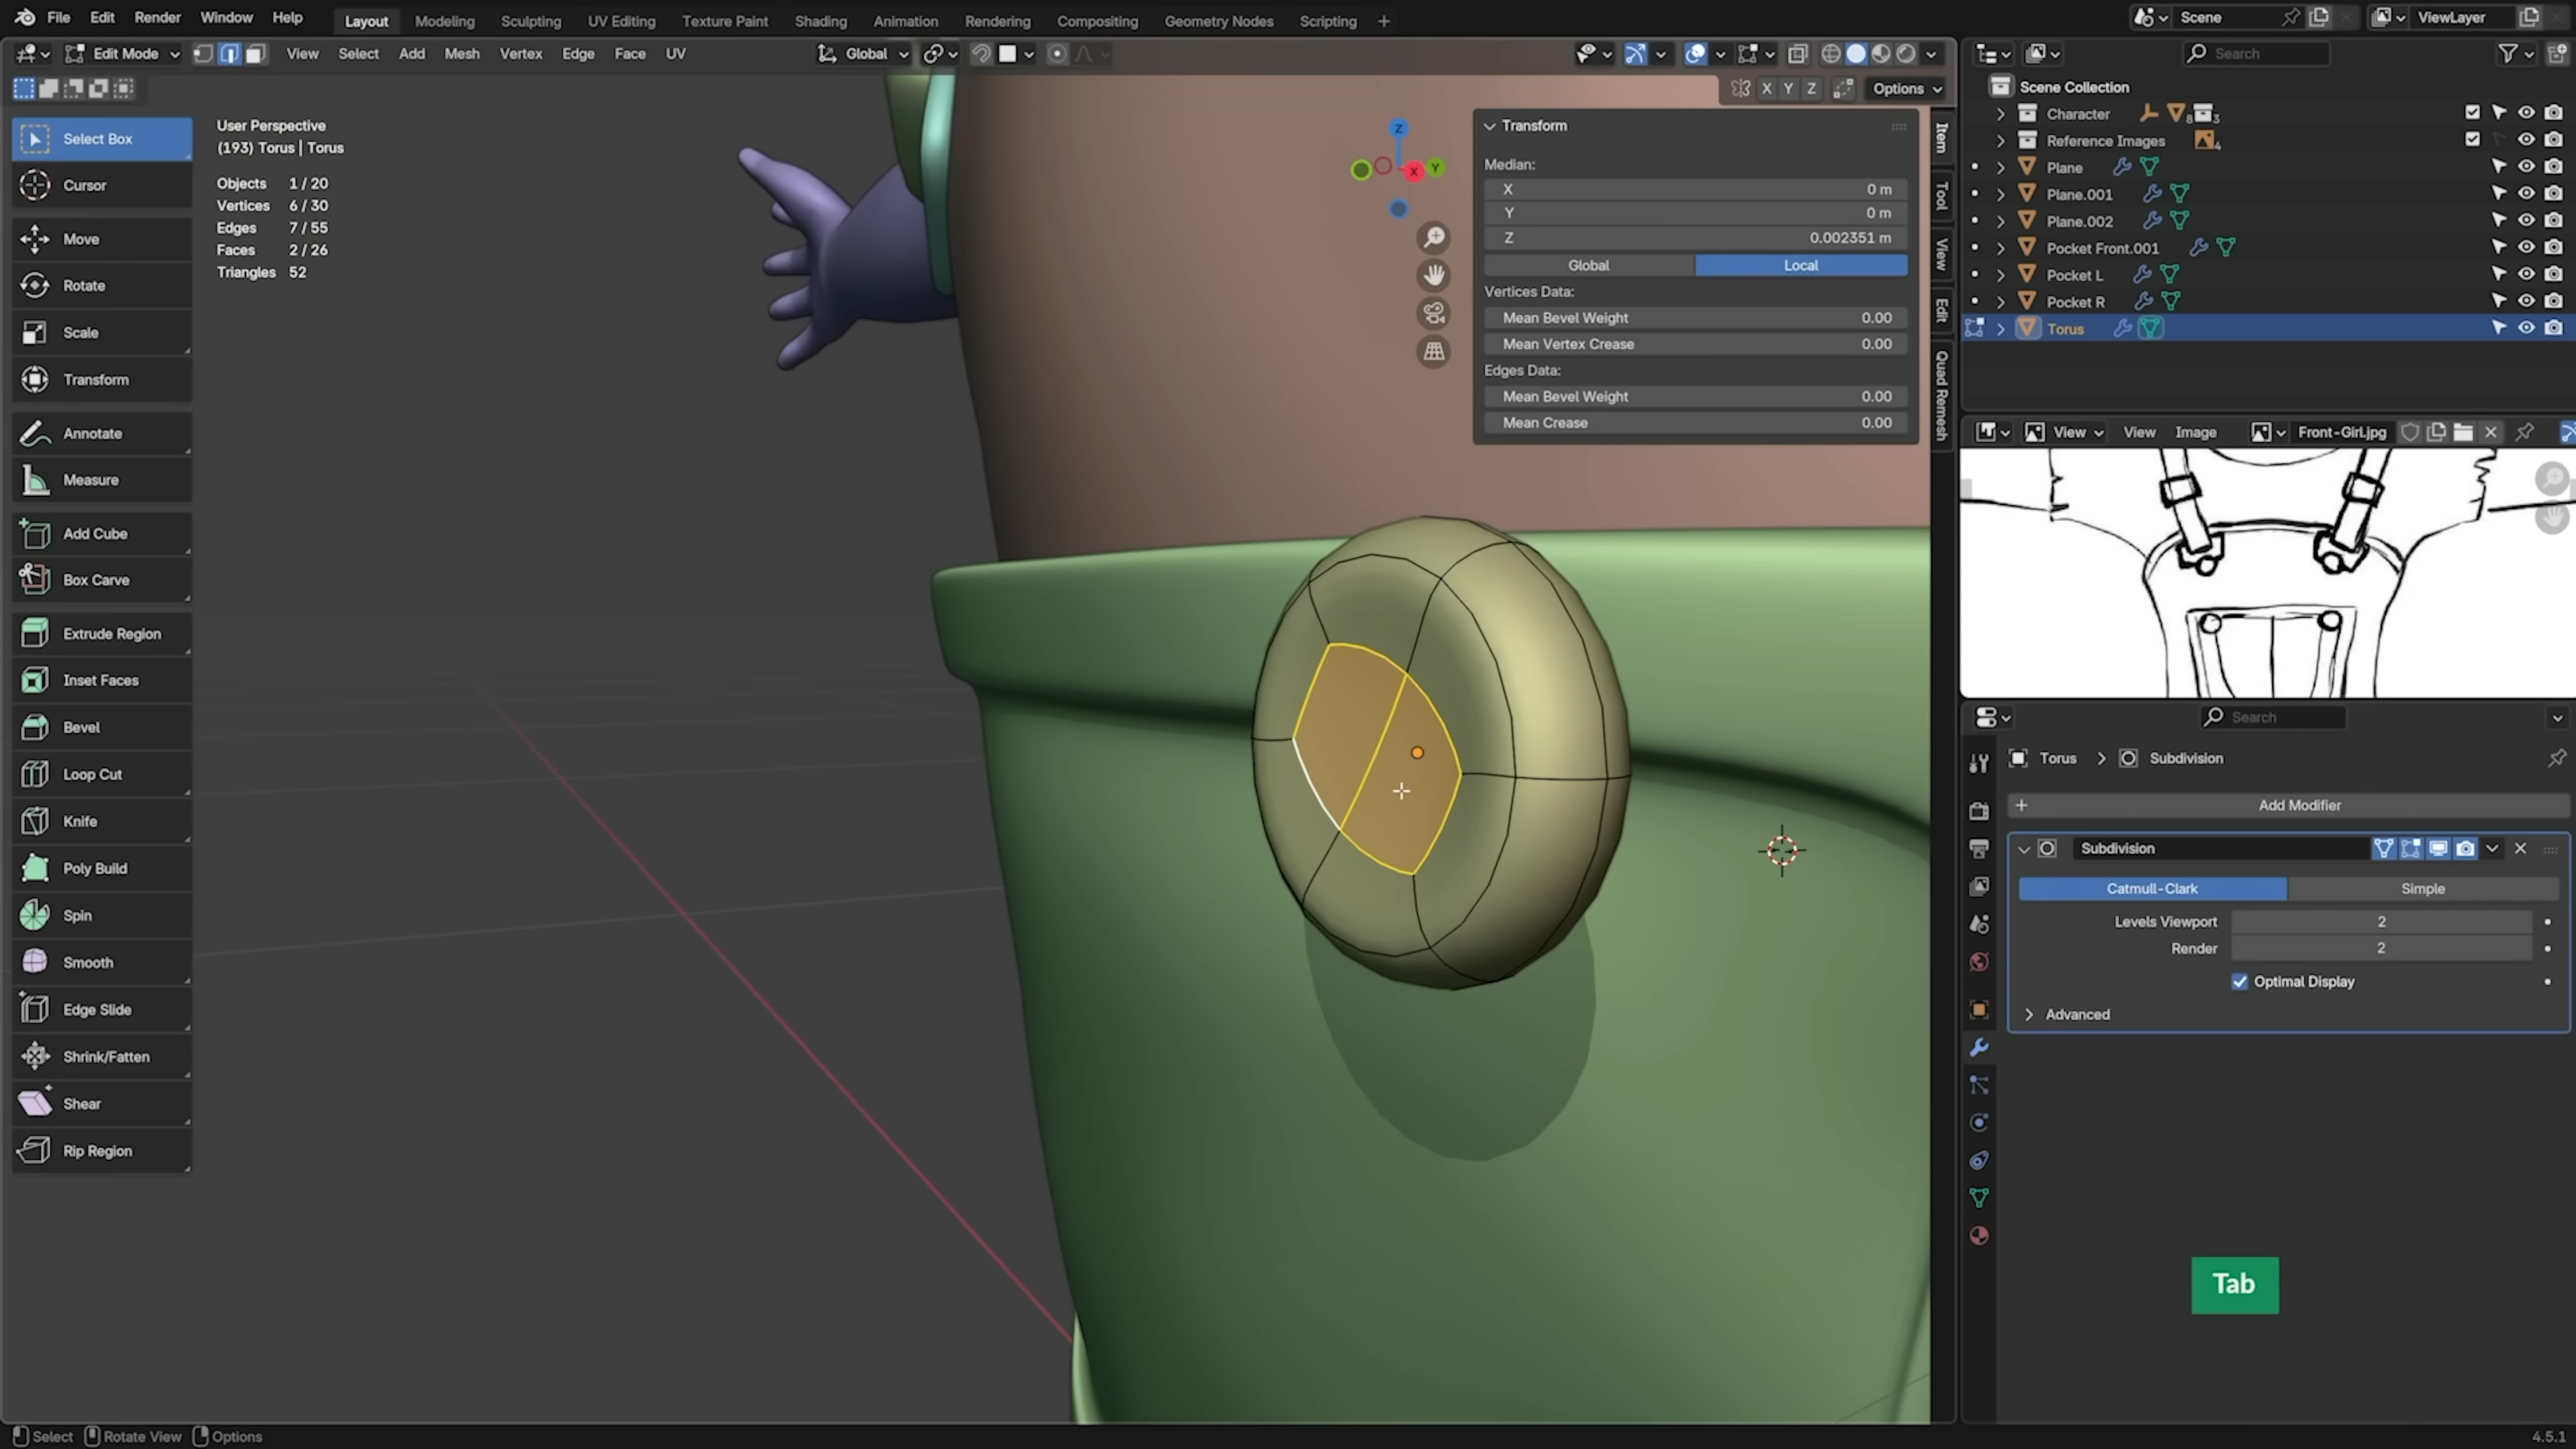 File Edit Render Window Help Layout Modeling Sculpting UV Editing Texture Paint Shading Animation Rendering Compositing Geometry Nodes Scripting + Scene ViewLayer
Edit Mode View Select Add Mesh Vertex Edge Face UV Global Search
X Y Z Options
Select Box
Cursor
Move
Rotate
Scale
Transform
Annotate
Measure
Add Cube
Box Carve
Extrude Region
Inset Faces
Bevel
Loop Cut
Knife
Poly Build
Spin
Smooth
Edge Slide
Shrink/Fatten
Shear
Rip Region
User Perspective
(193) Torus | Torus
Objects 1 / 20
Vertices 6 / 30
Edges 7 / 55
Faces 2 / 26
Triangles 52
Z
X Y
Transform
Median:
X 0 m
Y 0 m
Z 0.002351 m
Global Local
Vertices Data:
Mean Bevel Weight 0.00
Mean Vertex Crease 0.00
Edges Data:
Mean Bevel Weight 0.00
Mean Crease 0.00
Item
Tool
View
Edit
Quad Remesh
Scene Collection
Character 8 3
Reference Images 4
Plane
Plane.001
Plane.002
Pocket Front.001
Pocket L
Pocket R
Torus
View View Image Front-Girl.jpg
Search
Torus > Subdivision
+ Add Modifier
Subdivision
Catmull-Clark Simple
Levels Viewport 2
Render 2
Optimal Display
Advanced
Tab
Select Rotate View Options 4.5.1